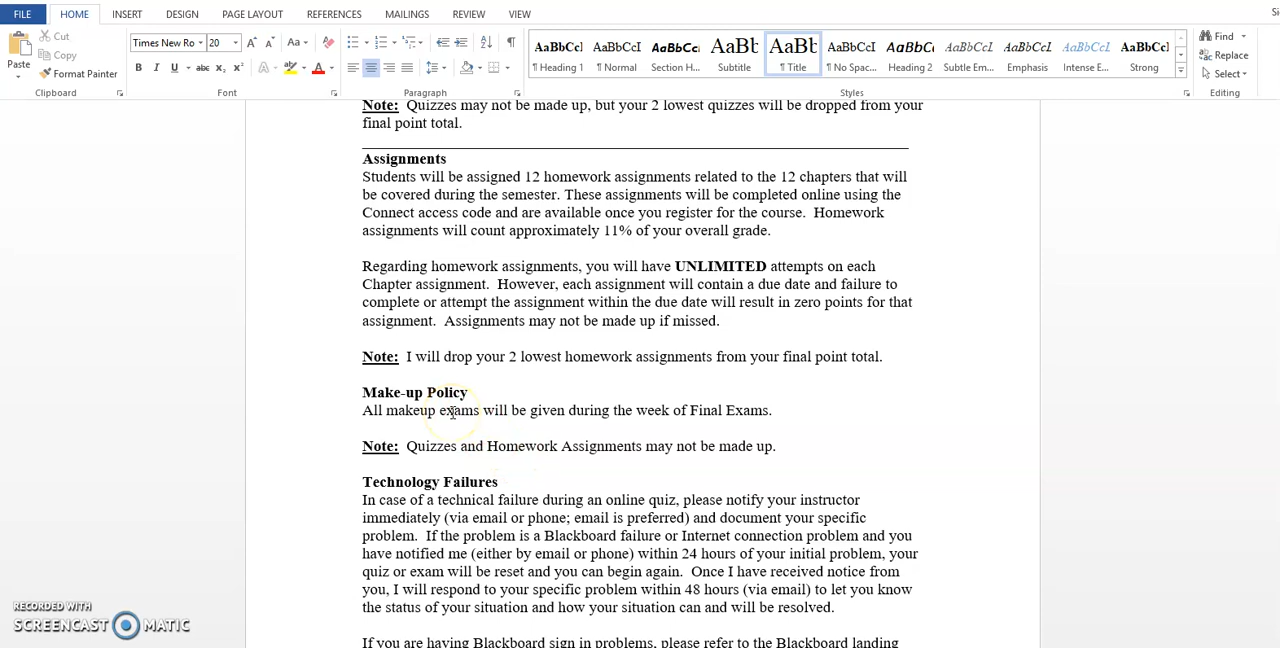 FILE HOME INSERT DESIGN PAGE LAYOUT REFERENCES MAILINGS REVIEW VIEW
Cut
Copy
Format Painter
Paste
Clipboard
Times New Ro 20
Aa
B I U abc x₂ x²
A
Font
Paragraph
AaBbCcI AaBbCcI AaBbCcI AaBb AaBb AaBbCcI AaBbCcI AaBbCcI AaBbCcI AaBbCcI AaBbCcI
¶ Heading 1 ¶ Normal Section H... Subtitle ¶ Title ¶ No Spac... Heading 2 Subtle Em... Emphasis Intense E... Strong
Styles
Find
Replace
Select
Editing
Note: Quizzes may not be made up, but your 2 lowest quizzes will be dropped from your
final point total.
Assignments
Students will be assigned 12 homework assignments related to the 12 chapters that will
be covered during the semester. These assignments will be completed online using the
Connect access code and are available once you register for the course. Homework
assignments will count approximately 11% of your overall grade.
Regarding homework assignments, you will have UNLIMITED attempts on each
Chapter assignment. However, each assignment will contain a due date and failure to
complete or attempt the assignment within the due date will result in zero points for that
assignment. Assignments may not be made up if missed.
Note: I will drop your 2 lowest homework assignments from your final point total.
Make-up Policy
All makeup exams will be given during the week of Final Exams.
Note: Quizzes and Homework Assignments may not be made up.
Technology Failures
In case of a technical failure during an online quiz, please notify your instructor
immediately (via email or phone; email is preferred) and document your specific
problem. If the problem is a Blackboard failure or Internet connection problem and you
have notified me (either by email or phone) within 24 hours of your initial problem, your
quiz or exam will be reset and you can begin again. Once I have received notice from
you, I will respond to your specific problem within 48 hours (via email) to let you know
the status of your situation and how your situation can and will be resolved.
If you are having Blackboard sign in problems, please refer to the Blackboard landing
RECORDED WITH
SCREENCAST MATIC